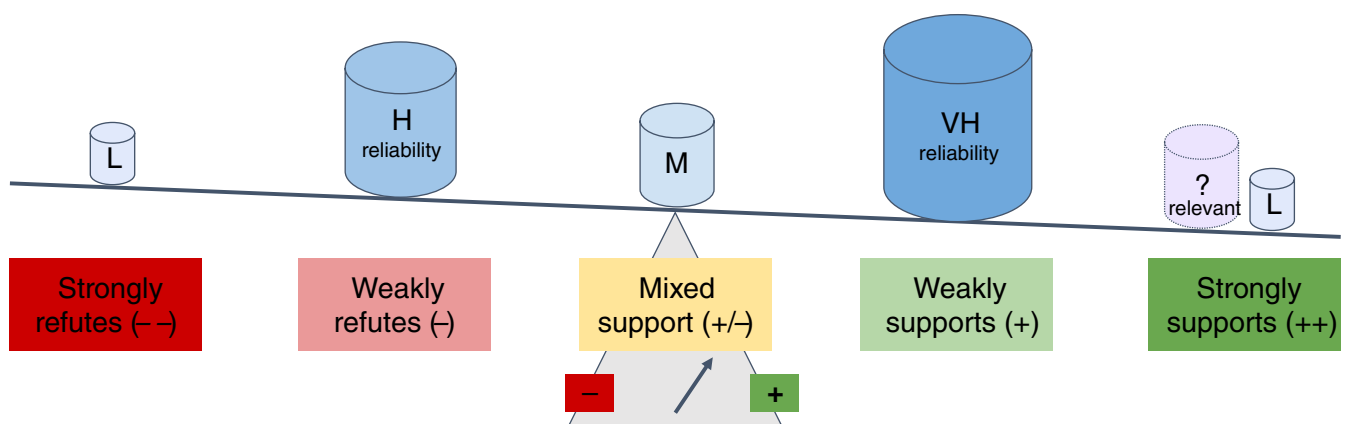 L
H
reliability
M
VH
reliability
?
relevant
L
Strongly
refutes (– –)
Weakly
refutes (–)
Mixed
support (+/–)
Weakly
supports (+)
Strongly
supports (++)
–
+